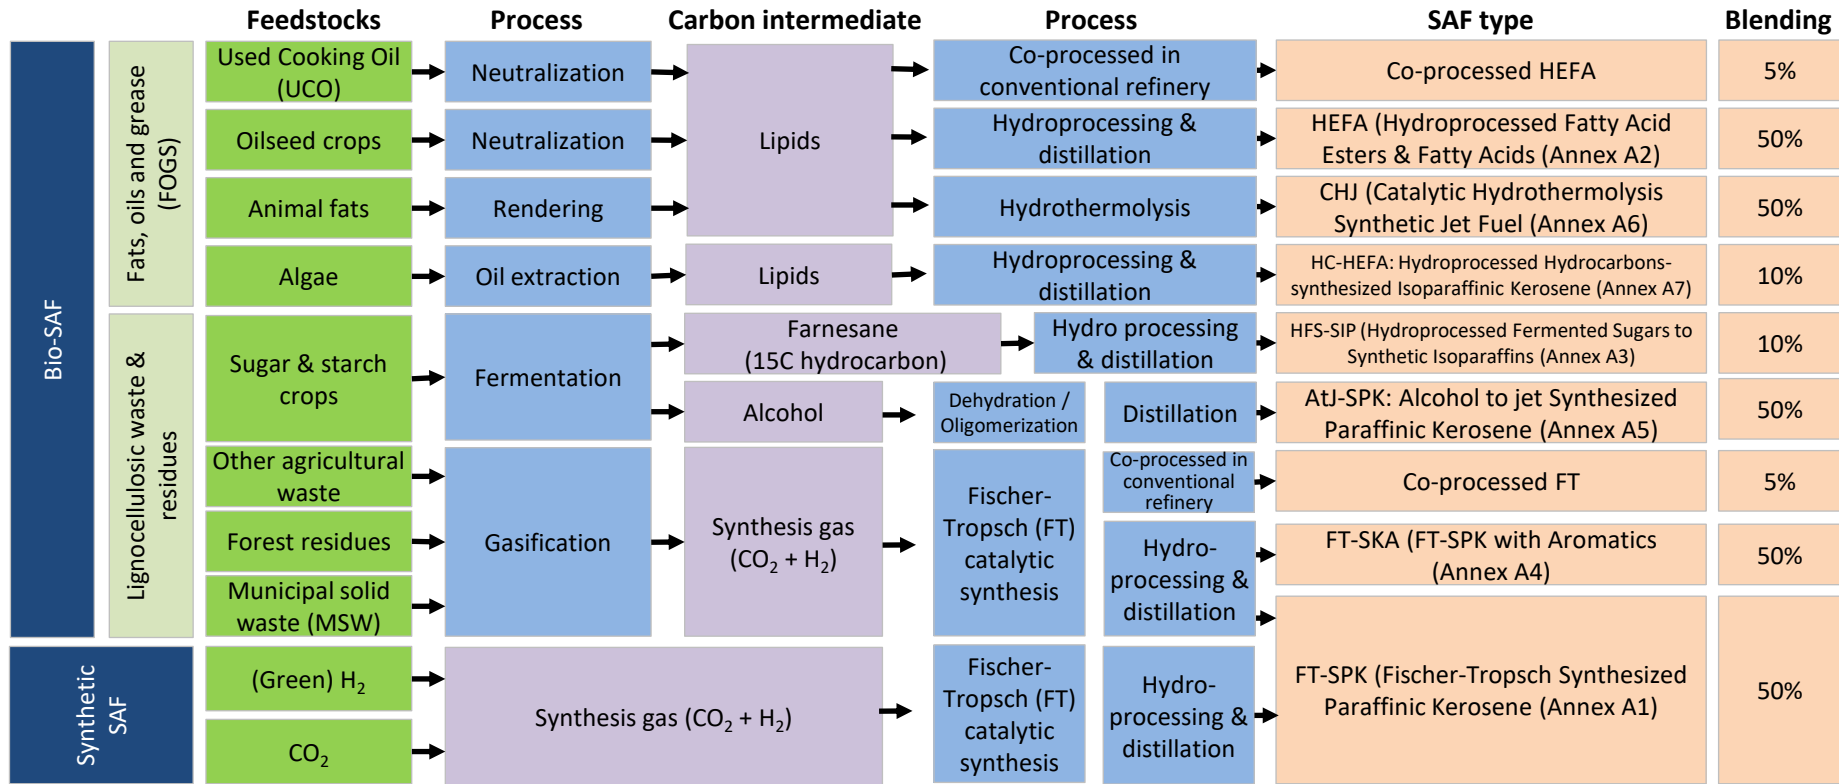 Feedstocks
Process
Carbon intermediate
Process
SAF type
Blending
Bio-SAF
Fats, oils and grease
(FOGS)
Used Cooking Oil
(UCO)
Neutralization
Lipids
Co-processed in
conventional refinery
Co-processed HEFA
5%
Oilseed crops
Neutralization
Hydroprocessing &
distillation
HEFA (Hydroprocessed Fatty Acid
Esters & Fatty Acids (Annex A2)
50%
Animal fats
Rendering
Hydrothermolysis
CHJ (Catalytic Hydrothermolysis
Synthetic Jet Fuel (Annex A6)
50%
Algae
Oil extraction
Lipids
Hydroprocessing &
distillation
HC-HEFA: Hydroprocessed Hydrocarbons-
synthesized Isoparaffinic Kerosene (Annex A7)
10%
Lignocellulosic waste &
residues
Sugar & starch
crops
Fermentation
Farnesane
(15C hydrocarbon)
Hydro processing
& distillation
HFS-SIP (Hydroprocessed Fermented Sugars to
Synthetic Isoparaffins (Annex A3)
10%
Alcohol
Dehydration /
Oligomerization
Distillation
AtJ-SPK: Alcohol to jet Synthesized
Paraffinic Kerosene (Annex A5)
50%
Other agricultural
waste
Gasification
Synthesis gas
(CO₂ + H₂)
Fischer-
Tropsch (FT)
catalytic
synthesis
Co-processed in
conventional
refinery
Co-processed FT
5%
Forest residues
Hydro-
processing &
distillation
FT-SKA (FT-SPK with Aromatics
(Annex A4)
50%
Municipal solid
waste (MSW)
Synthetic
SAF
(Green) H₂
Synthesis gas (CO₂ + H₂)
Fischer-
Tropsch (FT)
catalytic
synthesis
Hydro-
processing &
distillation
FT-SPK (Fischer-Tropsch Synthesized
Paraffinic Kerosene (Annex A1)
50%
CO₂